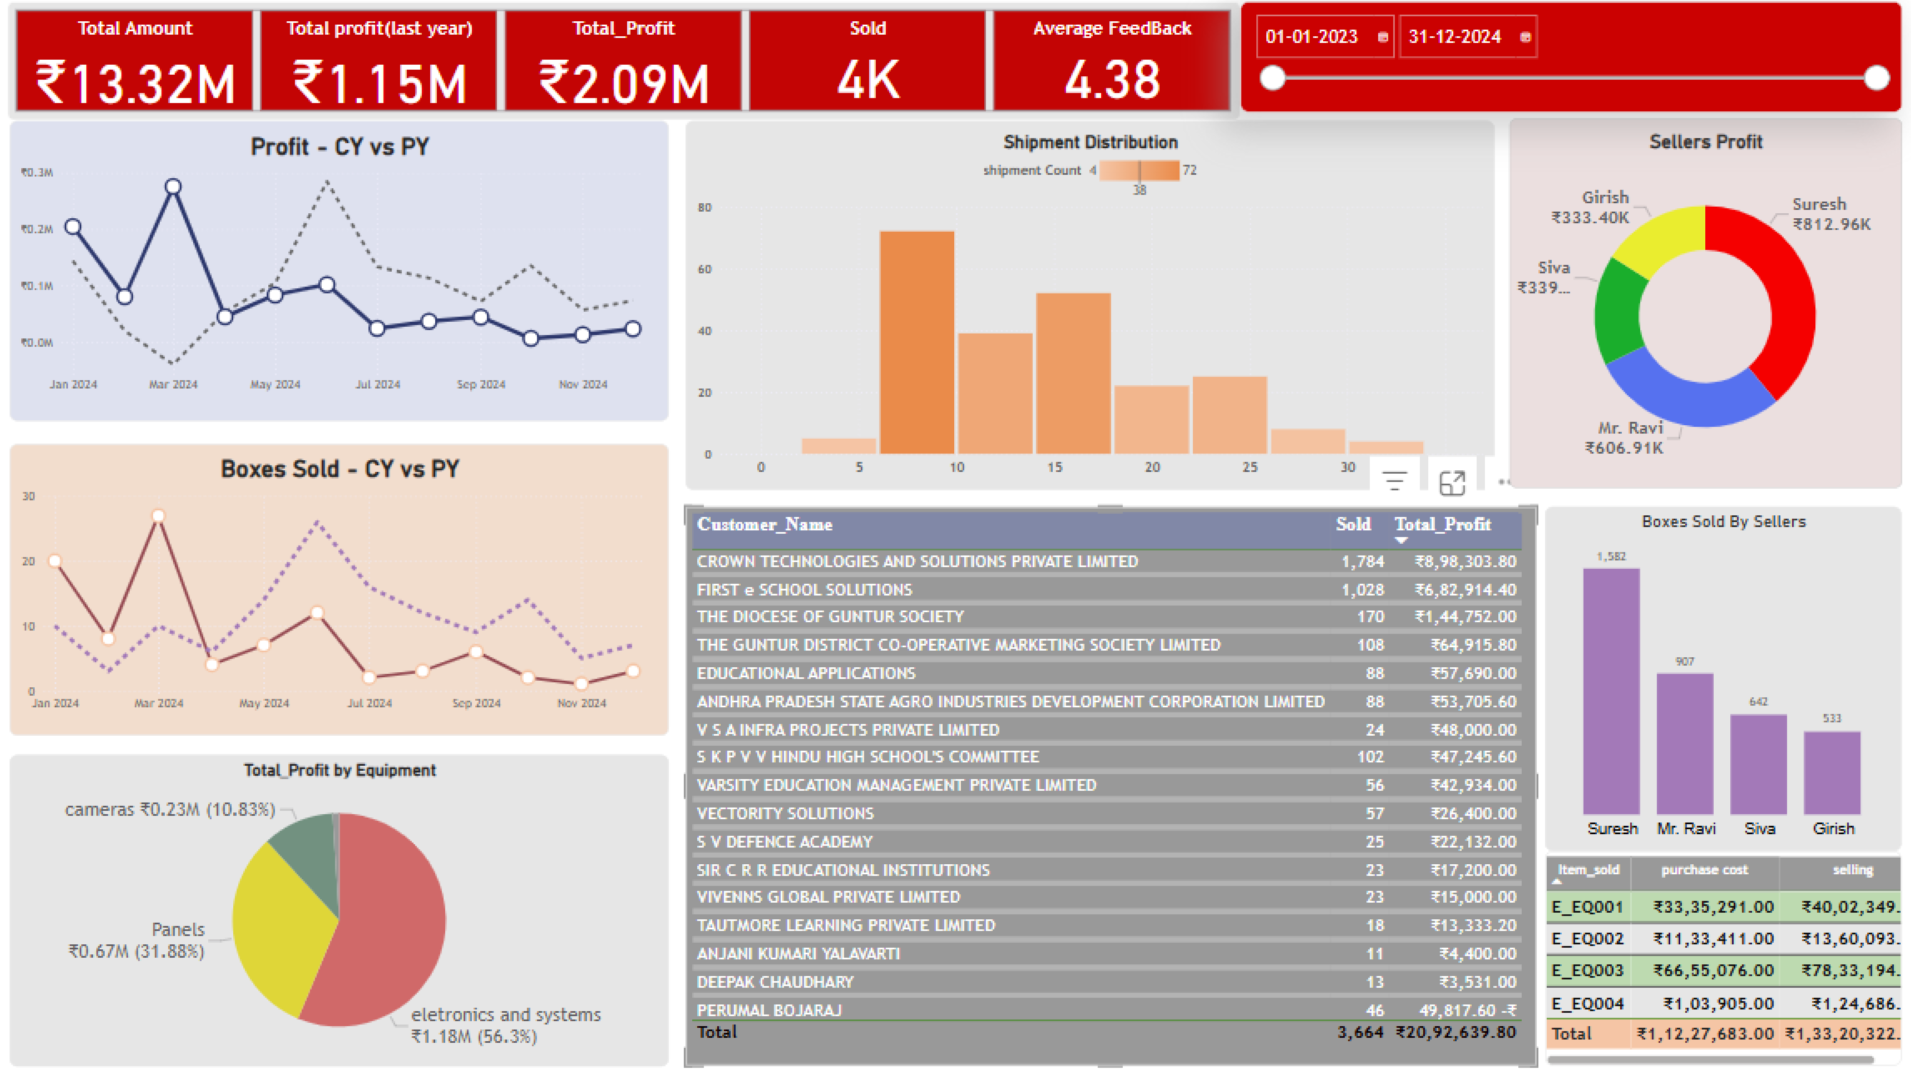 Total Amount
₹13.32M
Total profit(last year)
₹1.15M
Total_Profit
₹2.09M
Sold
4K
Average FeedBack
4.38
01-01-2023
31-12-2024
Profit - CY vs PY
₹0.3M
₹0.2M
₹0.1M
₹0.0M
Jan 2024 Mar 2024 May 2024 Jul 2024 Sep 2024 Nov 2024
Shipment Distribution
shipment Count 4 72
38
80
60
40
20
0
0 5 10 15 20 25 30
Sellers Profit
Girish
₹333.40K
Suresh
₹812.96K
Siva
₹339...
Mr. Ravi
₹606.91K
Boxes Sold - CY vs PY
30
20
10
0
Jan 2024 Mar 2024 May 2024 Jul 2024 Sep 2024 Nov 2024
Customer_Name Sold Total_Profit
CROWN TECHNOLOGIES AND SOLUTIONS PRIVATE LIMITED 1,784 ₹8,98,303.80
FIRST e SCHOOL SOLUTIONS 1,028 ₹6,82,914.40
THE DIOCESE OF GUNTUR SOCIETY 170 ₹1,44,752.00
THE GUNTUR DISTRICT CO-OPERATIVE MARKETING SOCIETY LIMITED 108 ₹64,915.80
EDUCATIONAL APPLICATIONS 88 ₹57,690.00
ANDHRA PRADESH STATE AGRO INDUSTRIES DEVELOPMENT CORPORATION LIMITED 88 ₹53,705.60
V S A INFRA PROJECTS PRIVATE LIMITED 24 ₹48,000.00
S K P V V HINDU HIGH SCHOOL'S COMMITTEE 102 ₹47,245.60
VARSITY EDUCATION MANAGEMENT PRIVATE LIMITED 56 ₹42,934.00
VECTORITY SOLUTIONS 57 ₹26,400.00
S V DEFENCE ACADEMY 25 ₹22,132.00
SIR C R R EDUCATIONAL INSTITUTIONS 23 ₹17,200.00
VIVENNS GLOBAL PRIVATE LIMITED 23 ₹15,000.00
TAUTMORE LEARNING PRIVATE LIMITED 18 ₹13,333.20
ANJANI KUMARI YALAVARTI 11 ₹4,400.00
DEEPAK CHAUDHARY 13 ₹3,531.00
PERUMAL BOJARAJ 46 49,817.60 -₹
Total 3,664 ₹20,92,639.80
Boxes Sold By Sellers
1,582
907
642
533
Suresh Mr. Ravi Siva Girish
Total_Profit by Equipment
cameras ₹0.23M (10.83%)
Panels
₹0.67M (31.88%)
eletronics and systems
₹1.18M (56.3%)
Item_sold purchase cost selling
E_EQ001 ₹33,35,291.00 ₹40,02,349.
E_EQ002 ₹11,33,411.00 ₹13,60,093.
E_EQ003 ₹66,55,076.00 ₹78,33,194.
E_EQ004 ₹1,03,905.00 ₹1,24,686.
Total ₹1,12,27,683.00 ₹1,33,20,322.